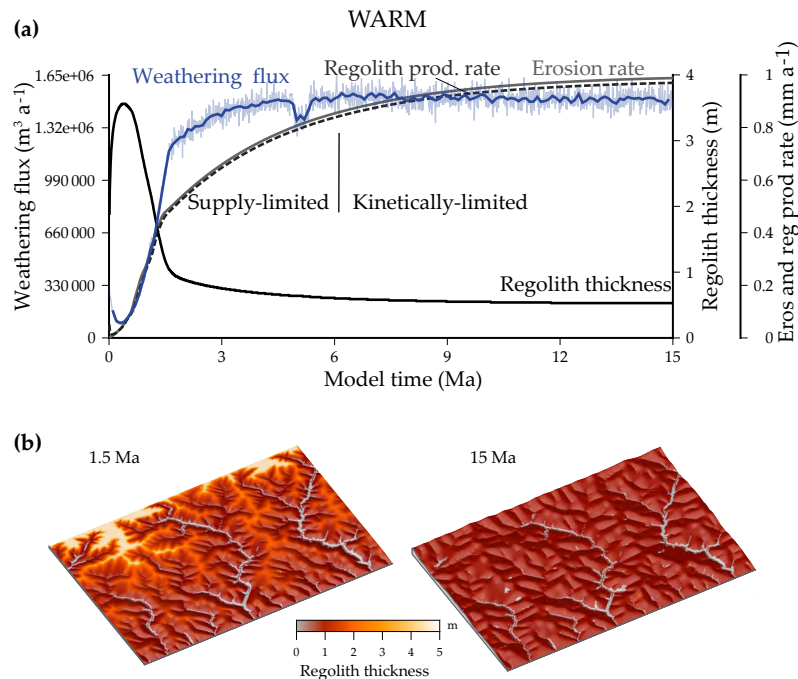 WARM
(a)
Weathering flux
Regolith prod. rate
Erosion rate
1.65e+06
1.32e+06
990 000
660 000
330 000
0
Weathering flux (m³ a⁻¹)
Supply-limited
Kinetically-limited
Regolith thickness
4
3
2
1
0
Regolith thickness (m)
1
0.8
0.6
0.4
0.2
0
Eros and reg prod rate (mm a⁻¹)
0
3
6
9
12
15
Model time (Ma)
(b)
1.5 Ma
15 Ma
m
0 1 2 3 4 5
Regolith thickness